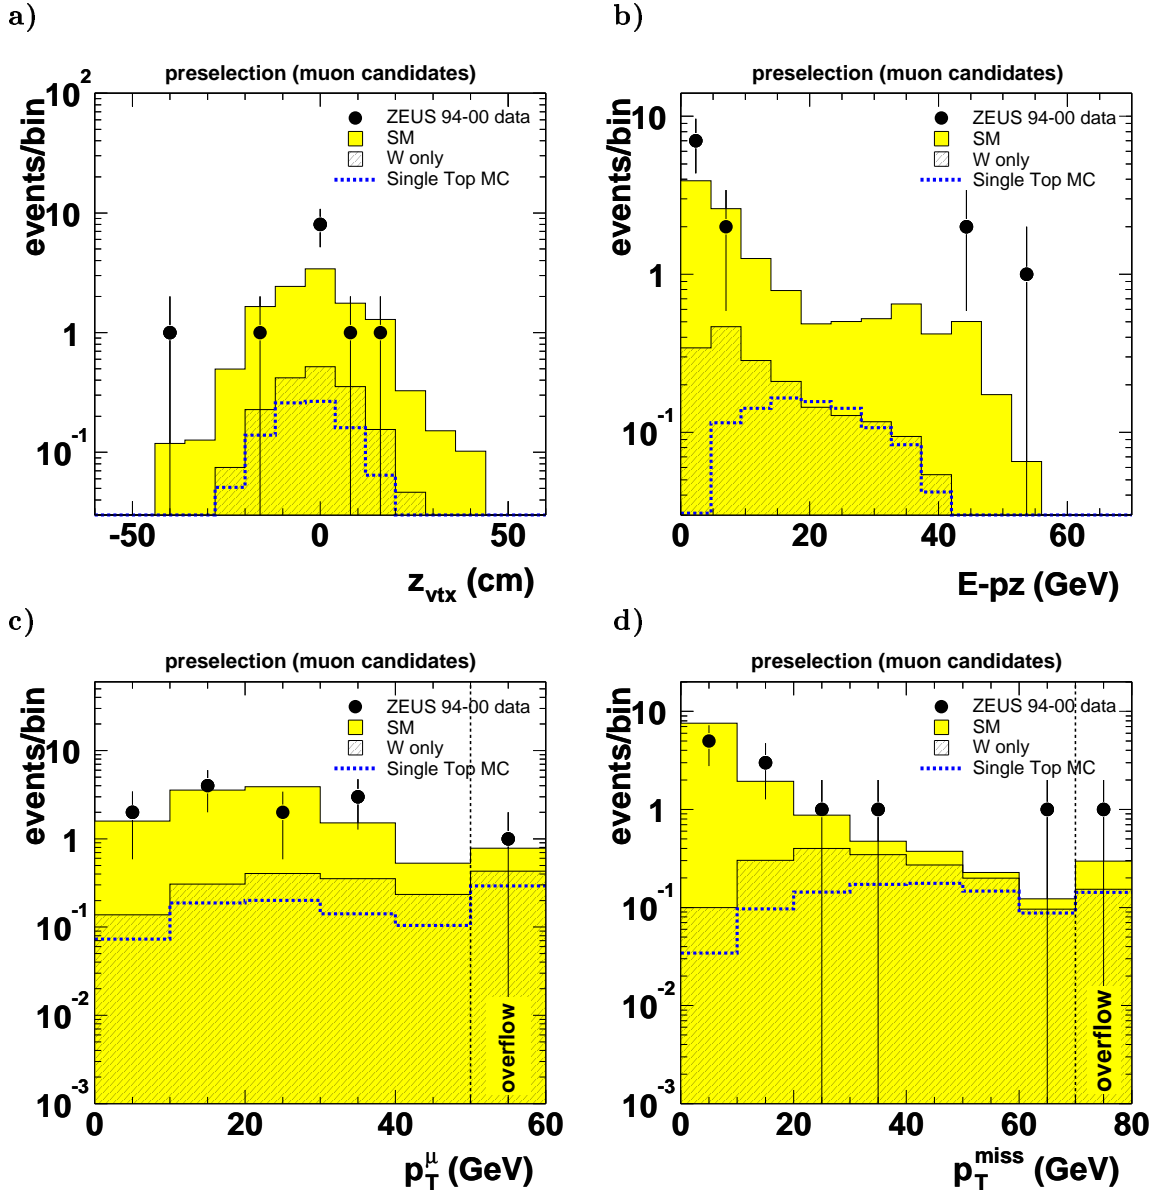 a)
preselection (muon candidates)
events/bin
10^2
10
1
10^-1
ZEUS 94-00 data
SM
W only
Single Top MC
-50 0 50
z_vtx (cm)
b)
preselection (muon candidates)
events/bin
10
1
10^-1
ZEUS 94-00 data
SM
W only
Single Top MC
0 20 40 60
E-pz (GeV)
c)
preselection (muon candidates)
events/bin
10
1
10^-1
10^-2
10^-3
ZEUS 94-00 data
SM
W only
Single Top MC
overflow
0 20 40 60
p_T^μ (GeV)
d)
preselection (muon candidates)
events/bin
10
1
10^-1
10^-2
10^-3
ZEUS 94-00 data
SM
W only
Single Top MC
overflow
0 20 40 60 80
p_T^miss (GeV)